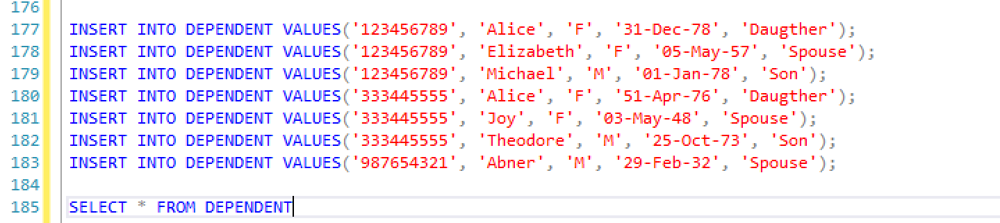 176
177 INSERT INTO DEPENDENT VALUES('123456789', 'Alice', 'F', '31-Dec-78', 'Daugther');
178 INSERT INTO DEPENDENT VALUES('123456789', 'Elizabeth', 'F', '05-May-57', 'Spouse');
179 INSERT INTO DEPENDENT VALUES('123456789', 'Michael', 'M', '01-Jan-78', 'Son');
180 INSERT INTO DEPENDENT VALUES('333445555', 'Alice', 'F', '51-Apr-76', 'Daugther');
181 INSERT INTO DEPENDENT VALUES('333445555', 'Joy', 'F', '03-May-48', 'Spouse');
182 INSERT INTO DEPENDENT VALUES('333445555', 'Theodore', 'M', '25-Oct-73', 'Son');
183 INSERT INTO DEPENDENT VALUES('987654321', 'Abner', 'M', '29-Feb-32', 'Spouse');
184
185 SELECT * FROM DEPENDENT